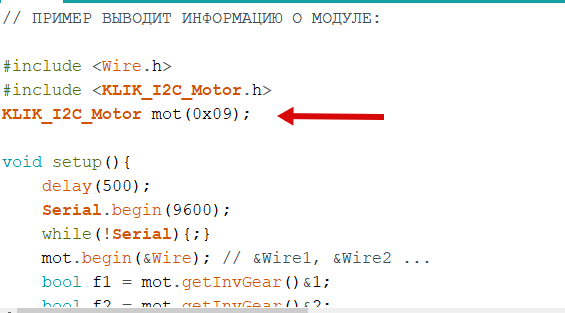 // ПРИМЕР ВЫВОДИТ ИНФОРМАЦИЮ О МОДУЛЕ:
#include <Wire.h>
#include <KLIK_I2C_Motor.h>
KLIK_I2C_Motor mot(0x09);
void setup(){
delay(500);
Serial.begin(9600);
while(!Serial){;}
mot.begin(&Wire); // &Wire1, &Wire2 ...
bool f1 = mot.getInvGear()&1;
bool f2 = mot.getInvGear()&2;